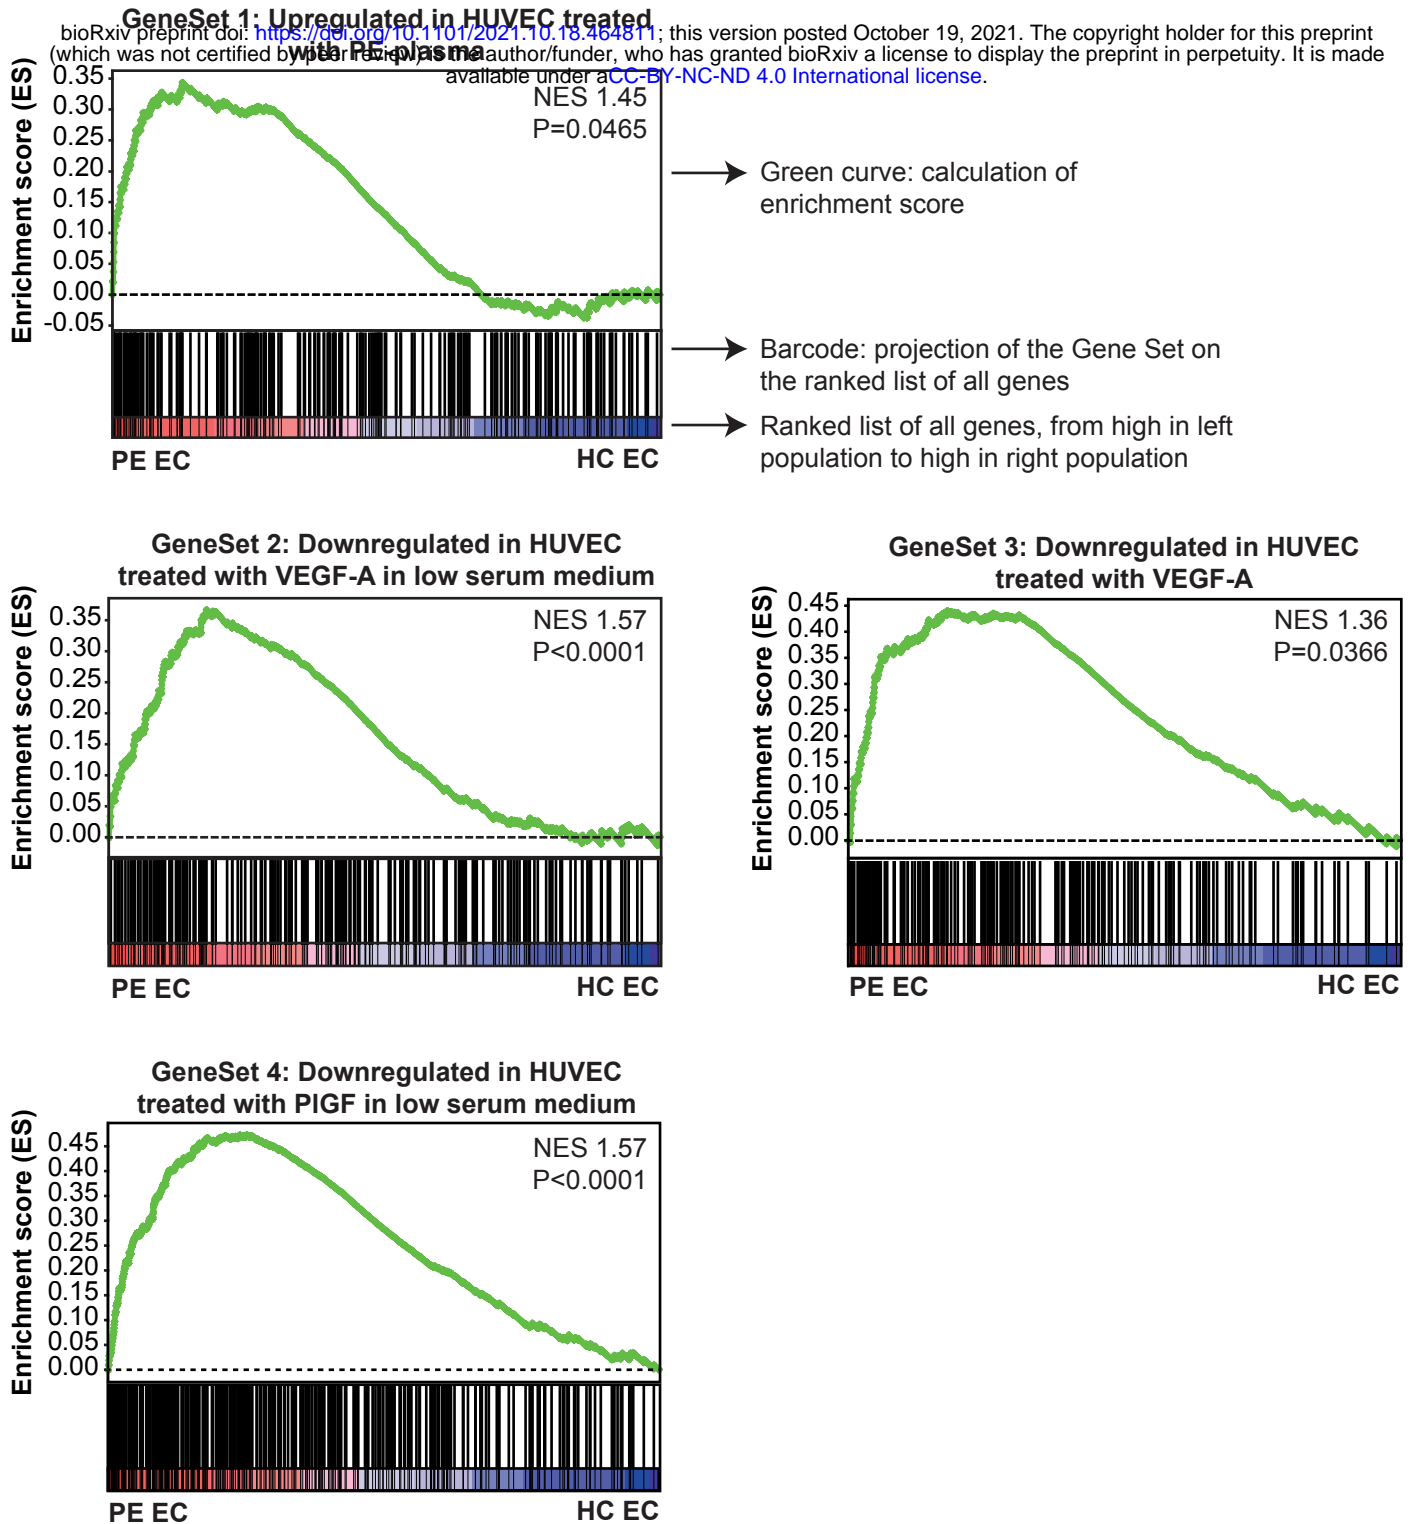 GeneSet 1: Upregulated in HUVEC treated
with PE-plasma
bioRxiv preprint doi: https://doi.org/10.1101/2021.10.18.464811; this version posted October 19, 2021. The copyright holder for this preprint
(which was not certified by peer review) is the author/funder, who has granted bioRxiv a license to display the preprint in perpetuity. It is made
available under aCC-BY-NC-ND 4.0 International license.
Enrichment score (ES)
0.35
0.30
0.25
0.20
0.15
0.10
0.05
0.00
-0.05
NES 1.45
P=0.0465
PE EC
HC EC
Green curve: calculation of
enrichment score
Barcode: projection of the Gene Set on
the ranked list of all genes
Ranked list of all genes, from high in left
population to high in right population
GeneSet 2: Downregulated in HUVEC
treated with VEGF-A in low serum medium
Enrichment score (ES)
0.35
0.30
0.25
0.20
0.15
0.10
0.05
0.00
NES 1.57
P<0.0001
PE EC
HC EC
GeneSet 3: Downregulated in HUVEC
treated with VEGF-A
Enrichment score (ES)
0.45
0.40
0.35
0.30
0.25
0.20
0.15
0.10
0.05
0.00
NES 1.36
P=0.0366
PE EC
HC EC
GeneSet 4: Downregulated in HUVEC
treated with PlGF in low serum medium
Enrichment score (ES)
0.45
0.40
0.35
0.30
0.25
0.20
0.15
0.10
0.05
0.00
NES 1.57
P<0.0001
PE EC
HC EC